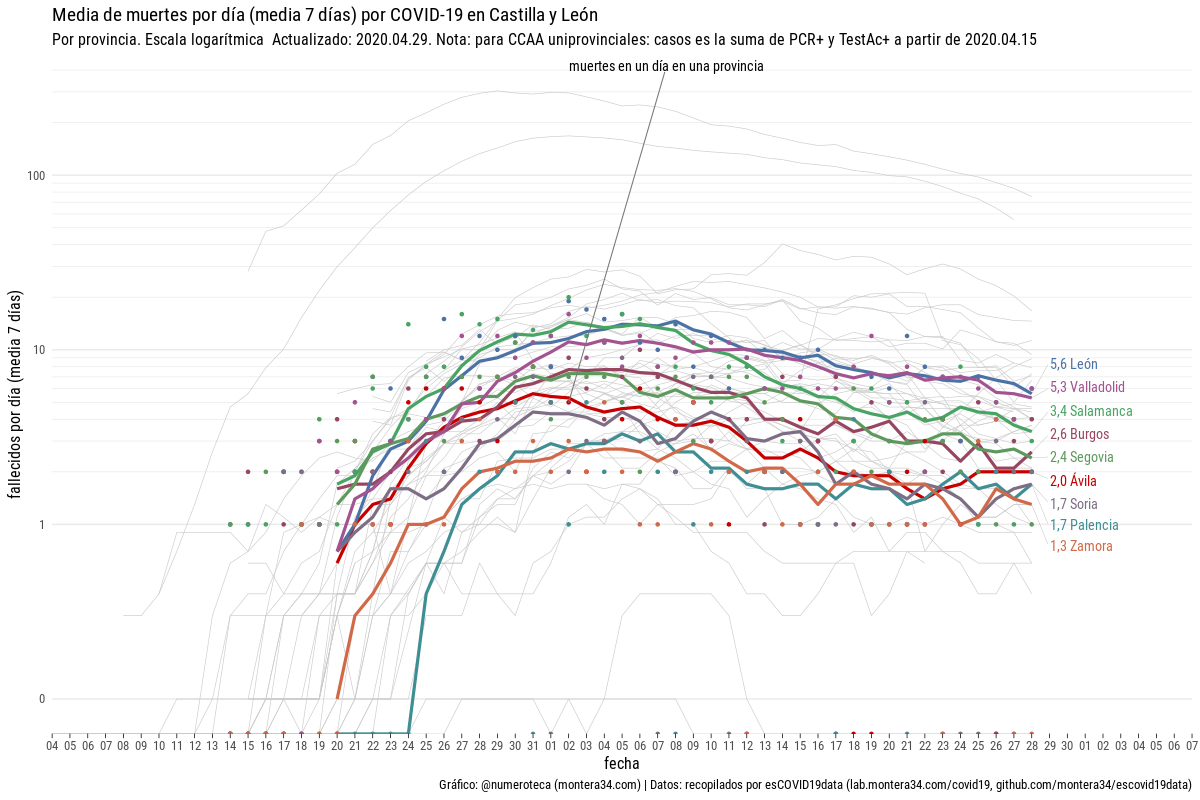 Media de muertes por día (media 7 días) por COVID-19 en Castilla y León
Por provincia. Escala logarítmica  Actualizado: 2020.04.29. Nota: para CCAA uniprovinciales: casos es la suma de PCR+ y TestAc+ a partir de 2020.04.15
muertes en un día en una provincia
fallecidos por día (media 7 días)
100
10
1
0
5,6 León
5,3 Valladolid
3,4 Salamanca
2,6 Burgos
2,4 Segovia
2,0 Ávila
1,7 Soria
1,7 Palencia
1,3 Zamora
04 05 06 07 08 09 10 11 12 13 14 15 16 17 18 19 20 21 22 23 24 25 26 27 28 29 30 31 01 02 03 04 05 06 07 08 09 10 11 12 13 14 15 16 17 18 19 20 21 22 23 24 25 26 27 28 29 30 01 02 03 04 05 06 07
fecha
Gráfico: @numeroteca (montera34.com) | Datos: recopilados por esCOVID19data (lab.montera34.com/covid19, github.com/montera34/escovid19data)